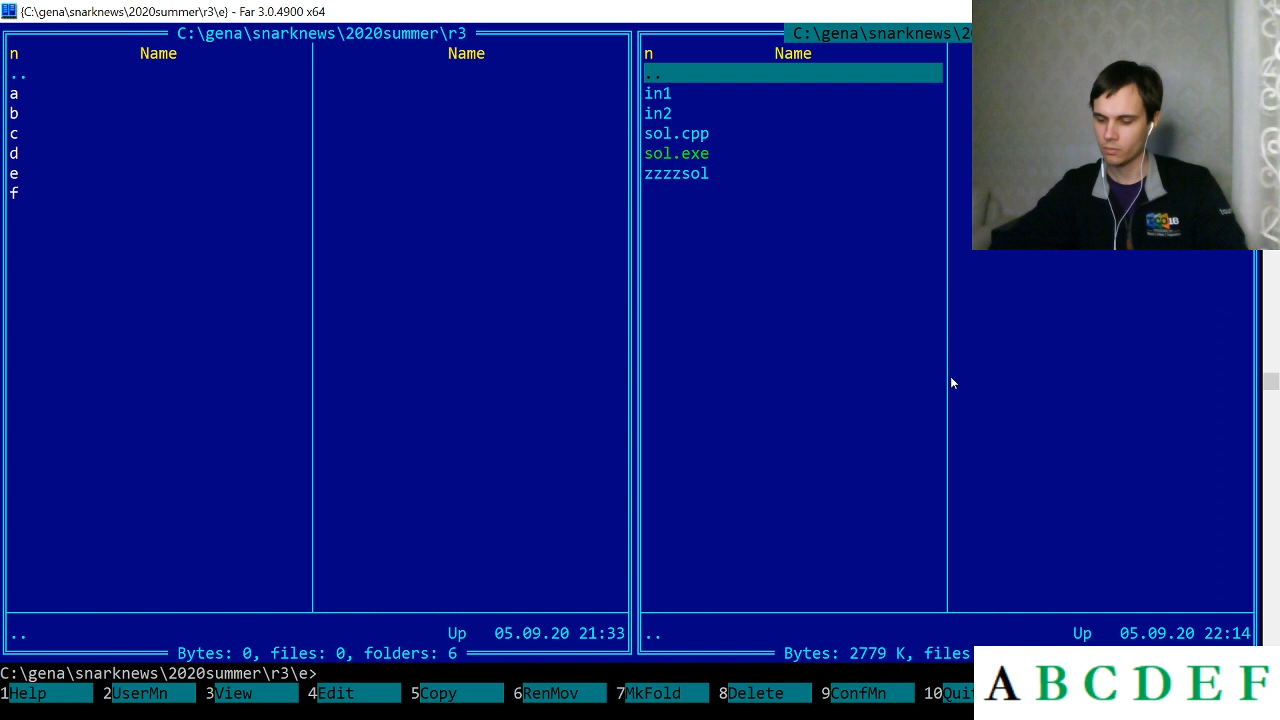 {C:\gena\snarknews\2020summer\r3\e} - Far 3.0.4900 x64
C:\gena\snarknews\2020summer\r3
C:\gena\snarknews\2
n Name Name
n Name
..
a
b
c
d
e
f
..
in1
in2
sol.cpp
sol.exe
zzzzsol
.. Up 05.09.20 21:33
.. Up 05.09.20 22:14
Bytes: 0, files: 0, folders: 6
Bytes: 2779 K, files
C:\gena\snarknews\2020summer\r3\e>
1Help 2UserMn 3View 4Edit 5Copy 6RenMov 7MkFold 8Delete 9ConfMn 10Qui
A B C D E F